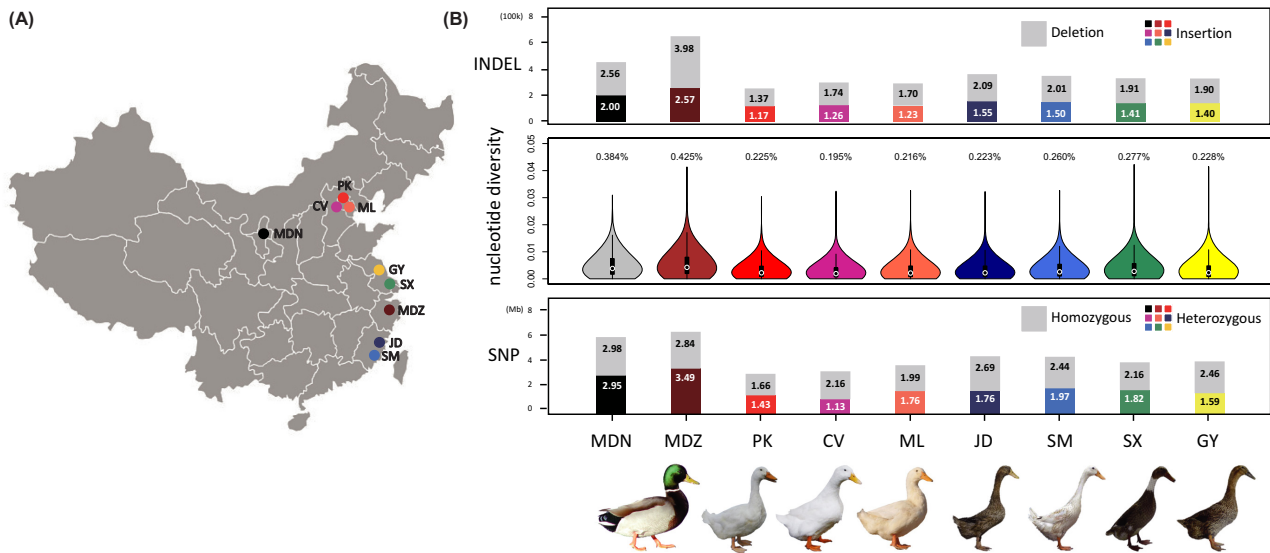 (A)
PK
CV
ML
MDN
GY
SX
MDZ
JD
SM
(B)
(100k)
8
6
4
2
0
INDEL
Deletion
Insertion
2.56
3.98
1.37
1.74
1.70
2.09
2.01
1.91
1.90
2.00
2.57
1.17
1.26
1.23
1.55
1.50
1.41
1.40
nucleotide diversity
0.05
0.04
0.03
0.02
0.01
0.00
0.384%
0.425%
0.225%
0.195%
0.216%
0.223%
0.260%
0.277%
0.228%
(Mb)
8
6
4
2
0
SNP
Homozygous
Heterozygous
2.98
2.84
1.66
2.16
1.99
2.69
2.44
2.16
2.46
2.95
3.49
1.43
1.13
1.76
1.76
1.97
1.82
1.59
MDN
MDZ
PK
CV
ML
JD
SM
SX
GY